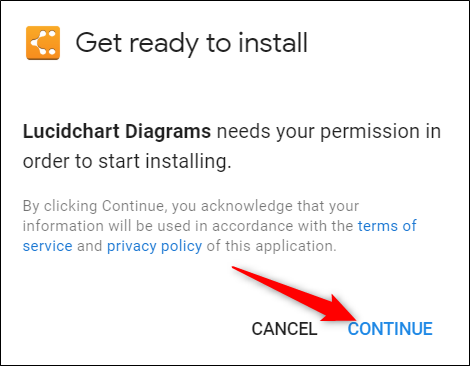 Get ready to install
Lucidchart Diagrams needs your permission in
order to start installing.
By clicking Continue, you acknowledge that your
information will be used in accordance with the terms of
service and privacy policy of this application.
CANCEL CONTINUE